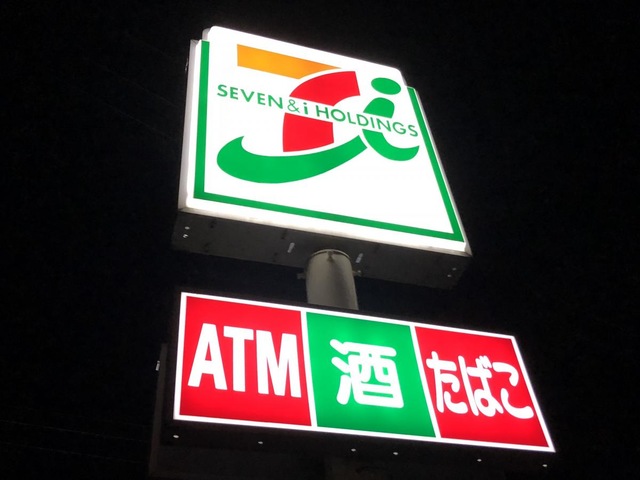 SEVEN & i HOLDINGS
ATM 酒 たばこ